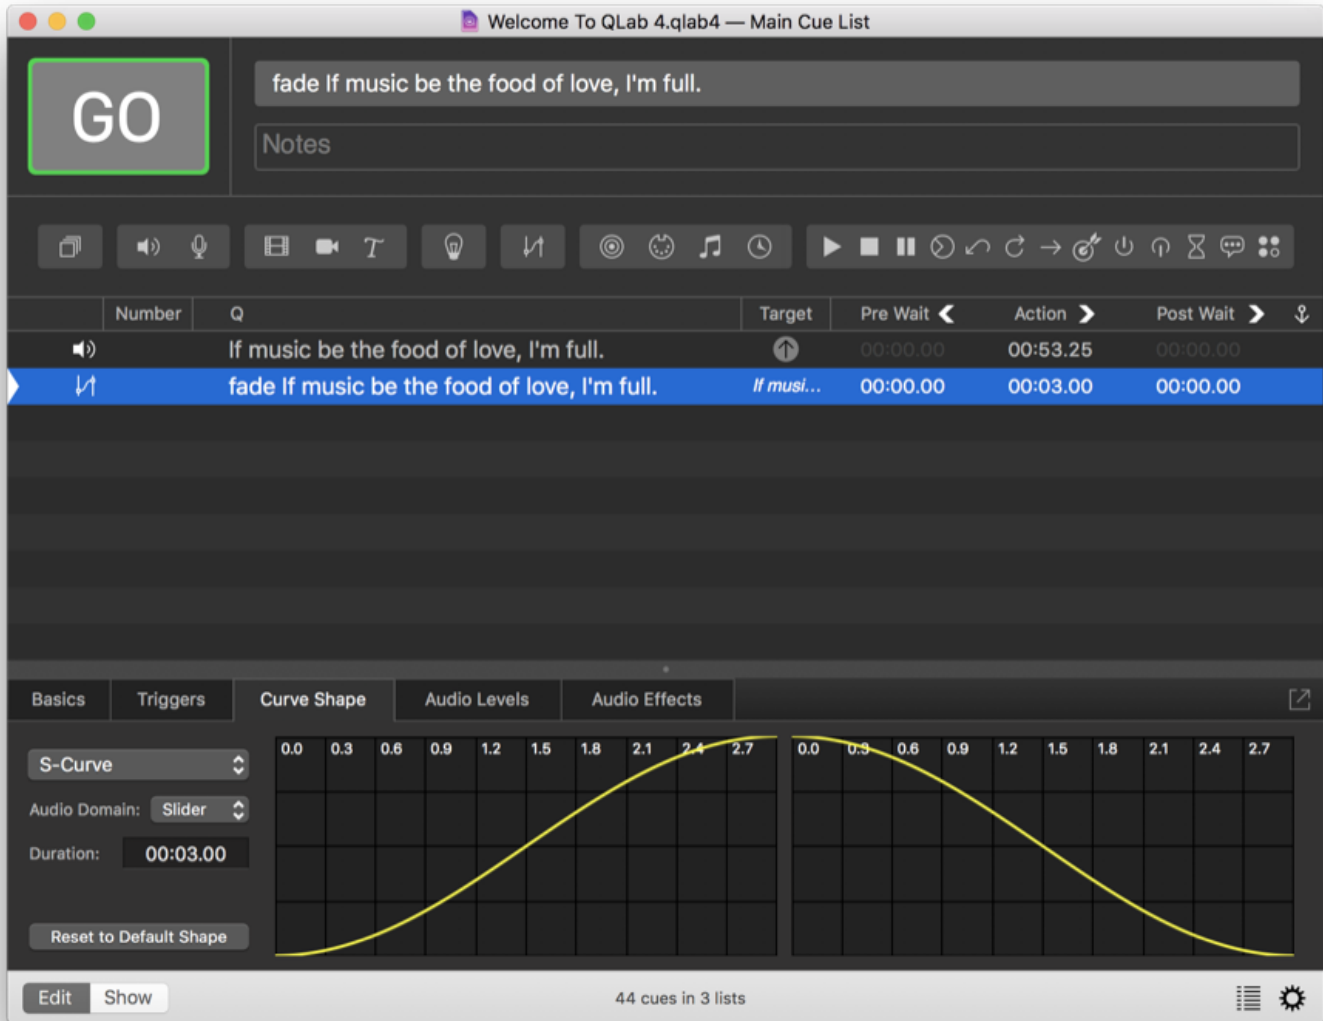 Welcome To QLab 4.qlab4 — Main Cue List
GO
fade If music be the food of love, I'm full.
Notes
Number Q Target Pre Wait Action Post Wait
If music be the food of love, I'm full. 00:00.00 00:53.25 00:00.00
fade If music be the food of love, I'm full. If musi... 00:00.00 00:03.00 00:00.00
Basics Triggers Curve Shape Audio Levels Audio Effects
S-Curve
Audio Domain: Slider
Duration: 00:03.00
Reset to Default Shape
0.0 0.3 0.6 0.9 1.2 1.5 1.8 2.1 2.4 2.7
0.0 0.3 0.6 0.9 1.2 1.5 1.8 2.1 2.4 2.7
Edit Show 44 cues in 3 lists